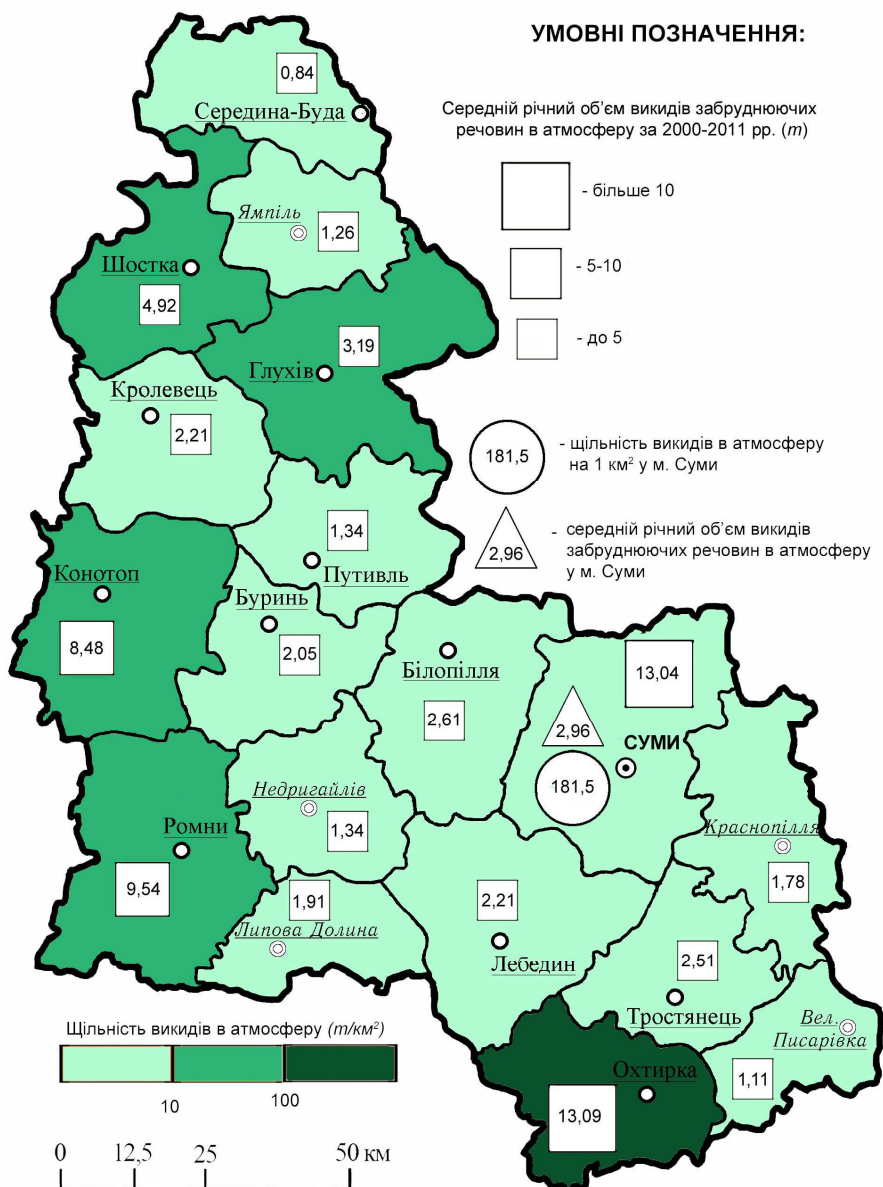 УМОВНІ ПОЗНАЧЕННЯ:
Середній річний об’єм викидів забруднюючих
речовин в атмосферу за 2000-2011 рр. (т)
- більше 10
- 5-10
- до 5
181,5
- щільність викидів в атмосферу
на 1 км² у м. Суми
2,96
- середній річний об’єм викидів
забруднюючих речовин в атмосферу
у м. Суми
0,84
Середина-Буда
Ямпіль
1,26
Шостка
4,92
3,19
Глухів
Кролевець
2,21
1,34
Путивль
Конотоп
8,48
Буринь
2,05
Білопілля
2,61
13,04
2,96
СУМИ
181,5
Недригайлів
1,34
Ромни
9,54
Краснопілля
1,78
1,91
Липова Долина
2,21
Лебедин
2,51
Тростянець
Вел.
Писарівка
1,11
Охтирка
13,09
Щільність викидів в атмосферу (т/км²)
10
100
0
12,5
25
50 км